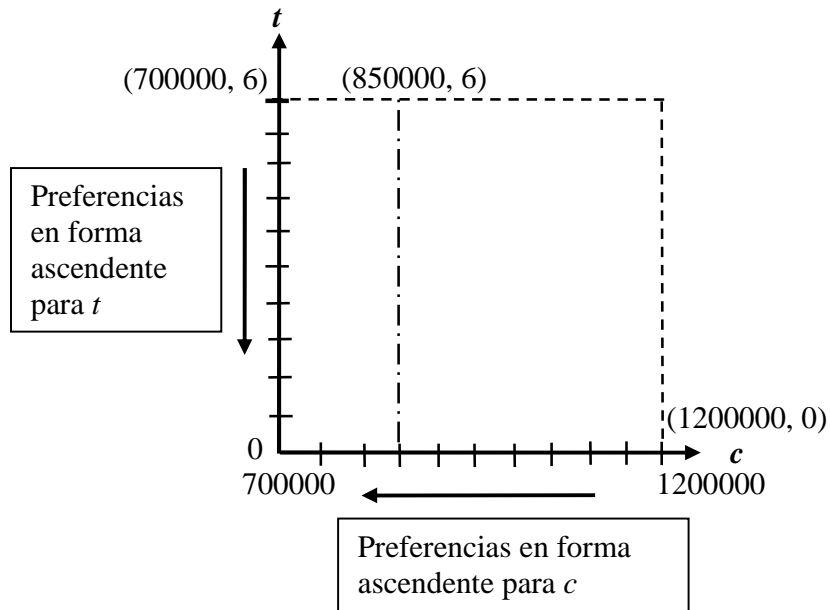 t
(700000, 6)
(850000, 6)
Preferencias
en forma
ascendente
para t
(1200000, 0)
0
c
700000
1200000
Preferencias en forma
ascendente para c